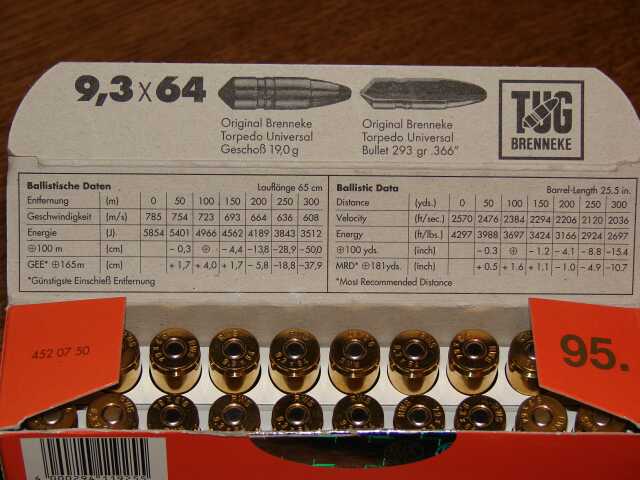 9,3 x 64
Original Brenneke
Torpedo Universal
Geschoß 19,0 g
Original Brenneke
Torpedo Universal
Bullet 293 gr .366"
TUG
BRENNEKE
Ballistische Daten Lauflänge 65 cm
Entfernung (m) 0 50 100 150 200 250 300
Geschwindigkeit (m/s) 785 754 723 693 664 636 608
Energie (J) 5854 5401 4966 4562 4189 3843 3512
⊕100 m (cm) -0,3 ⊕ -4,4 -13,8 -28,9 -50,0
GEE* ⊕165m (cm) +1,7 +4,0 +1,7 -5,8 -18,8 -37,9
*Günstigste Einschieß Entfernung
Ballistic Data Barrel-Length 25.5 in.
Distance (yds.) 0 50 100 150 200 250 300
Velocity (ft/sec.) 2570 2476 2384 2294 2206 2120 2036
Energy (ft/lbs.) 4297 3988 3697 3424 3166 2924 2697
⊕100 yds. (inch) -0.3 ⊕ -1.2 -4.1 -8.8 -15.4
MRD* ⊕181yds. (inch) +0.5 +1.6 +1.1 -1.0 -4.9 -10.7
*Most Recommended Distance
452 07 50
95.